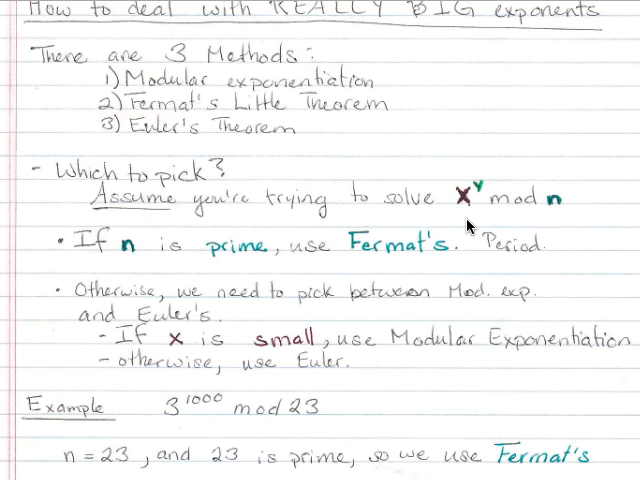 How to deal with REALLY BIG exponents
There are 3 Methods:
1) Modular exponentiation
2) Fermat's Little Theorem
3) Euler's Theorem
- Which to pick?
Assume you're trying to solve x^y mod n
• If n is prime, use Fermat's. Period.
• Otherwise, we need to pick between Mod. exp.
and Euler's.
- If x is small, use Modular Exponentiation
- otherwise, use Euler.
Example 3^1000 mod 23
n = 23, and 23 is prime, so we use Fermat's